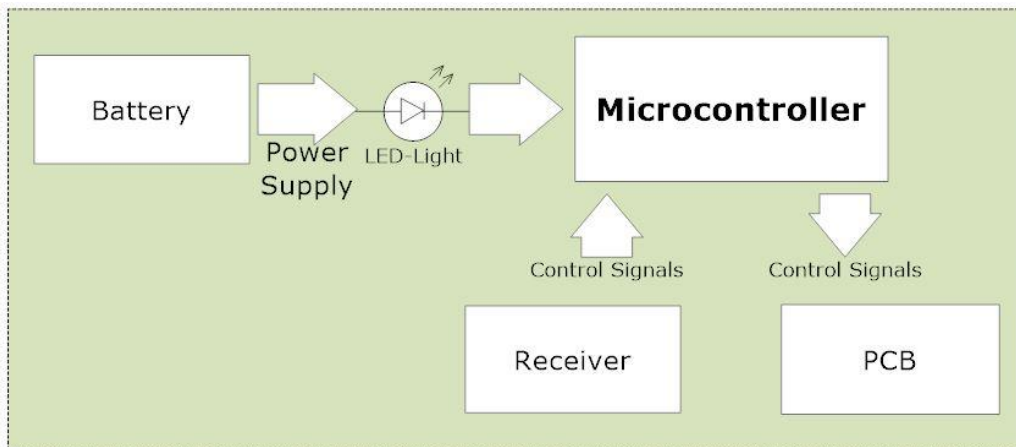 Battery
Power
Supply
LED-Light
Microcontroller
Control Signals
Control Signals
Receiver
PCB